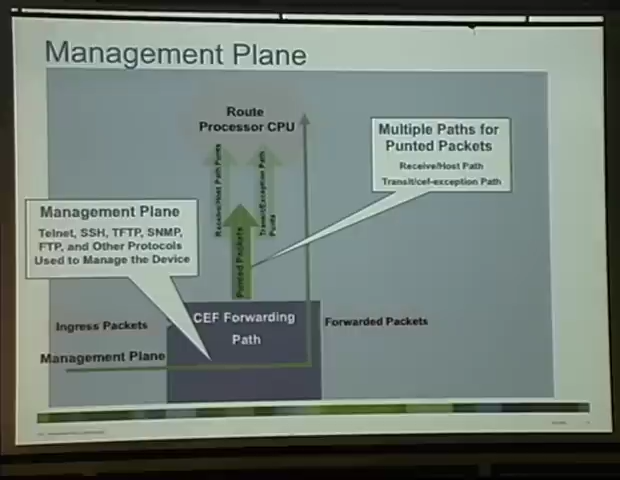 Management Plane
Route
Processor CPU
Multiple Paths for
Punted Packets
Receive/Host Path
Transit/cef-exception Path
Receive/Host Path Punts
Transit/Exception Path
Punts
Punted Packets
Management Plane
Telnet, SSH, TFTP, SNMP,
FTP, and Other Protocols
Used to Manage the Device
CEF Forwarding
Path
Ingress Packets
Forwarded Packets
Management Plane